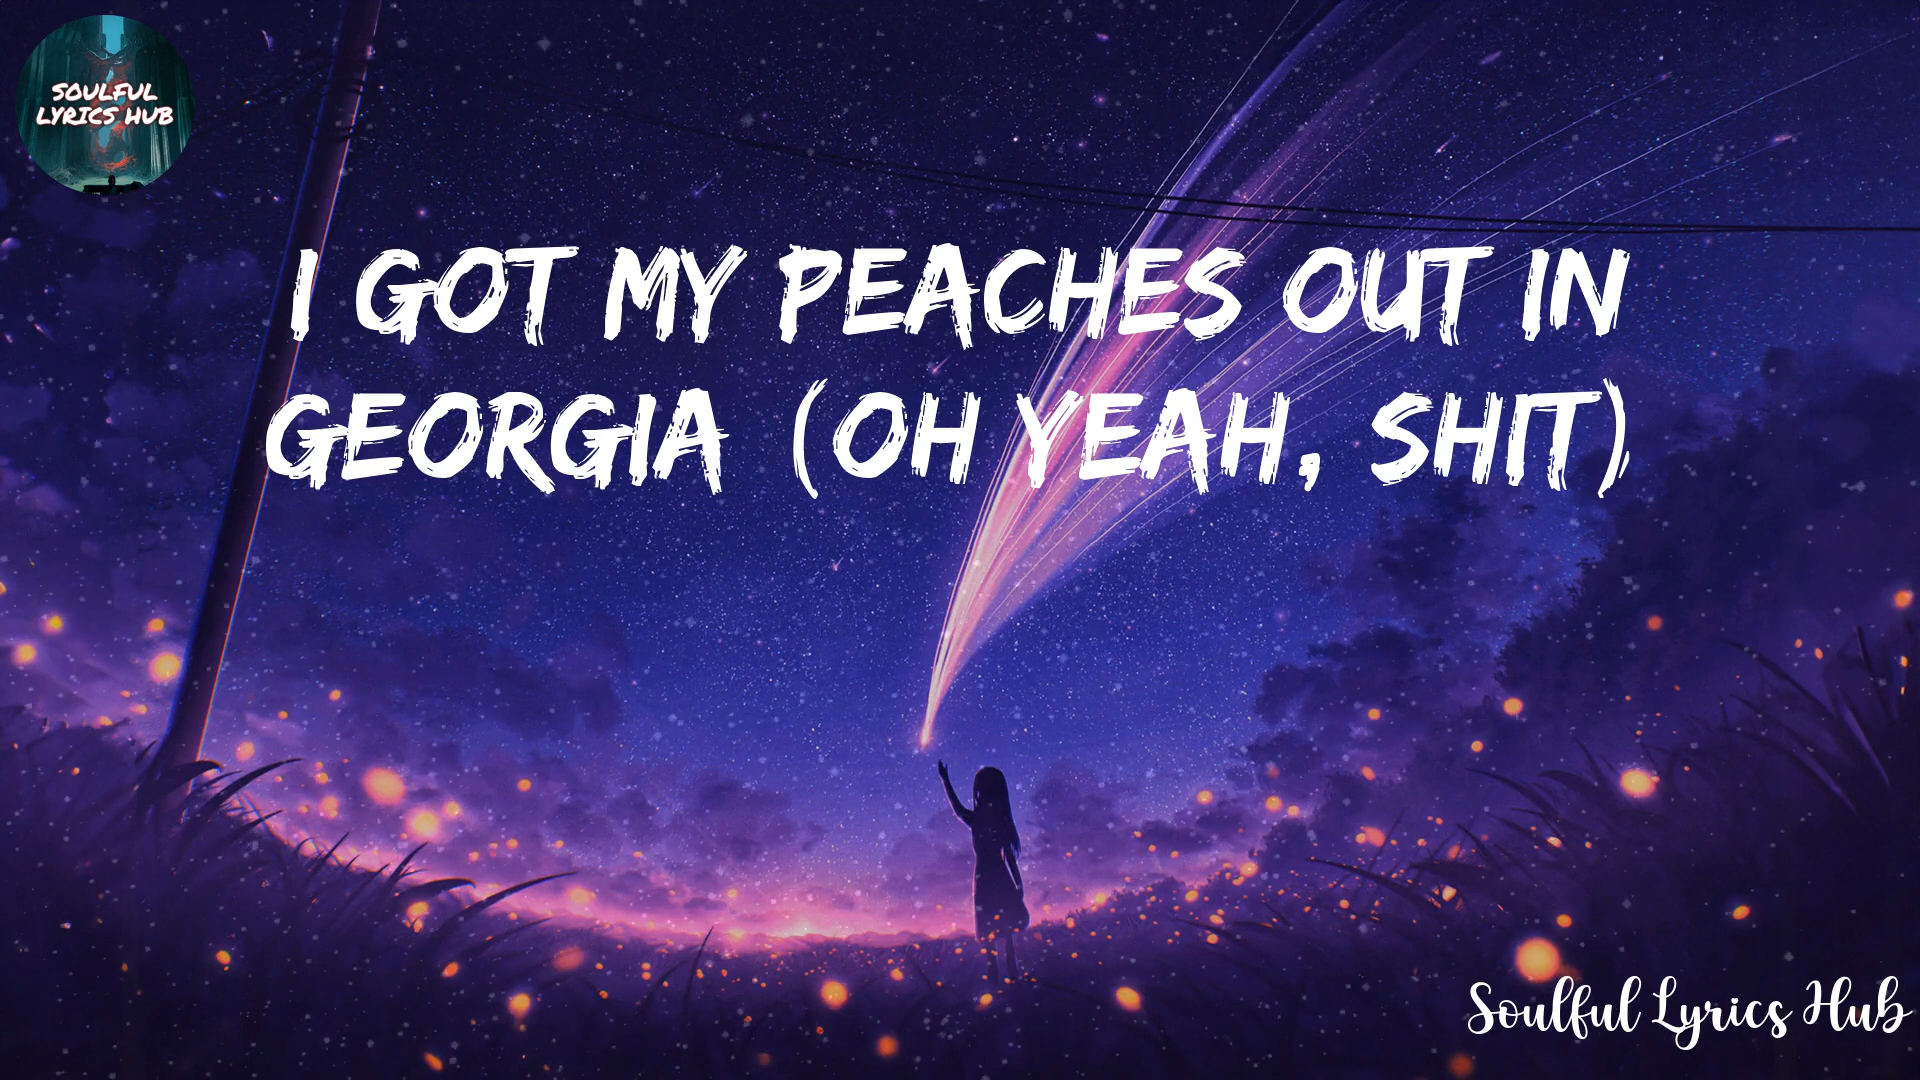 SOULFUL
LYRICS HUB
I GOT MY PEACHES OUT IN
GEORGIA (OH YEAH, SHIT)
Soulful Lyrics Hub